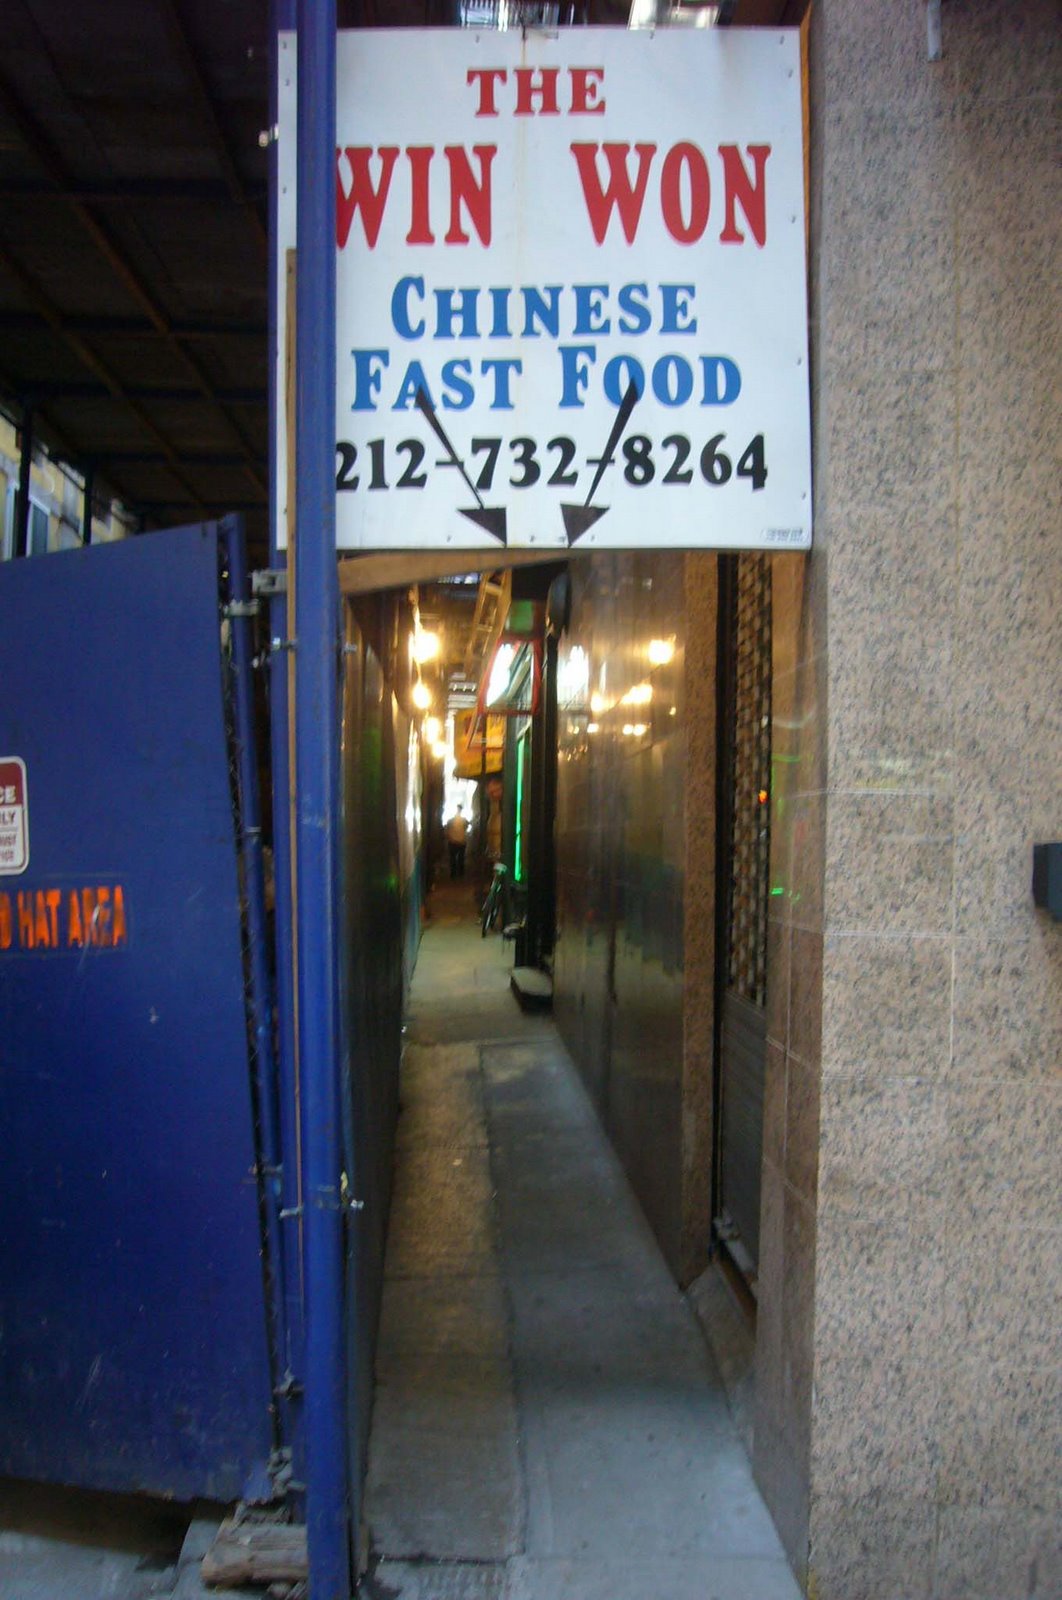 THE
WIN WON
CHINESE
FAST FOOD
212-732-8264
HAT AREA